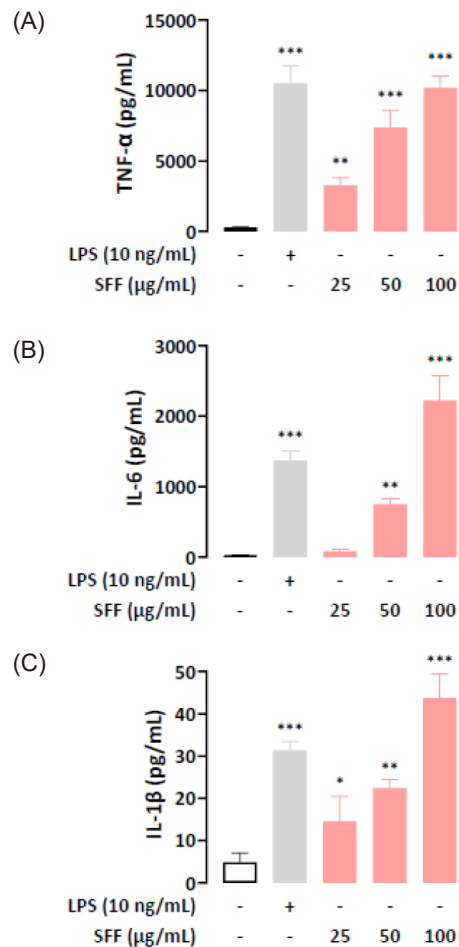 (A)
TNF-α (pg/mL)
15000
10000
5000
0
*** ** *** ***
LPS (10 ng/mL) - + - - -
SFF (µg/mL) - - 25 50 100
(B)
IL-6 (pg/mL)
3000
2000
1000
0
*** ** ***
LPS (10 ng/mL) - + - - -
SFF (µg/mL) - - 25 50 100
(C)
IL-1β (pg/mL)
50
40
30
20
10
0
*** * ** ***
LPS (10 ng/mL) - + - - -
SFF (µg/mL) - - 25 50 100